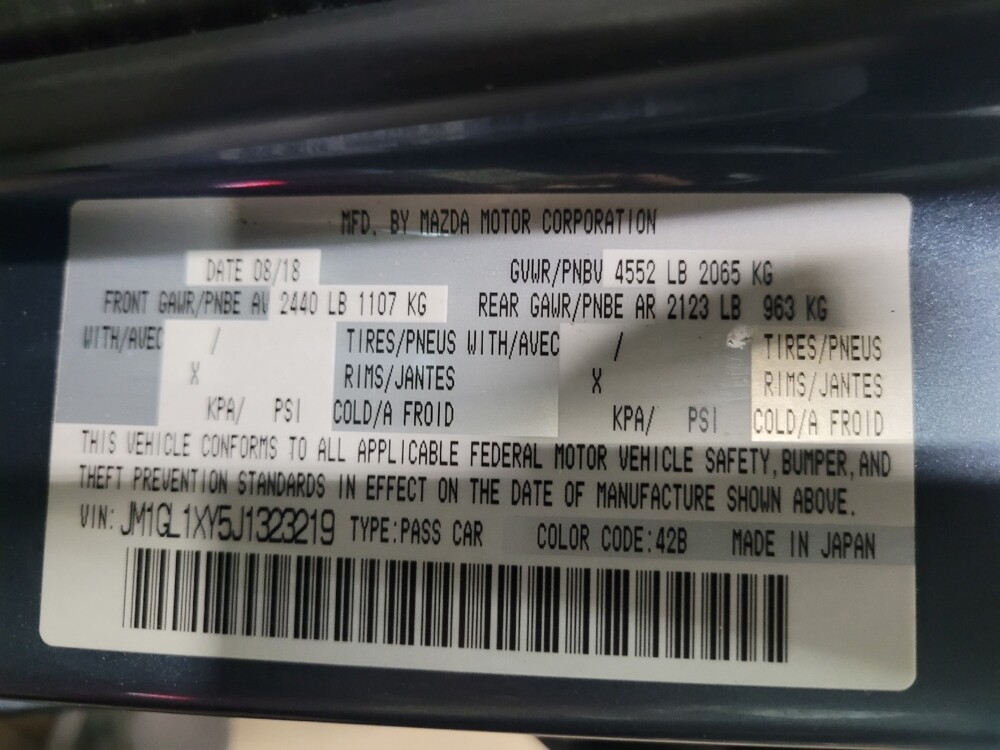 MFD. BY MAZDA MOTOR CORPORATION
DATE 08/18 GVWR/PNBV 4552 LB 2065 KG
FRONT GAWR/PNBE AV 2440 LB 1107 KG REAR GAWR/PNBE AR 2123 LB 963 KG
WITH/AVEC / TIRES/PNEUS WITH/AVEC / TIRES/PNEUS
X RIMS/JANTES X RIMS/JANTES
KPA/ PSI COLD/A FROID KPA/ PSI COLD/A FROID
THIS VEHICLE CONFORMS TO ALL APPLICABLE FEDERAL MOTOR VEHICLE SAFETY, BUMPER, AND
THEFT PREVENTION STANDARDS IN EFFECT ON THE DATE OF MANUFACTURE SHOWN ABOVE.
VIN: JM1GL1XY5J1323219 TYPE:PASS CAR COLOR CODE:42B MADE IN JAPAN